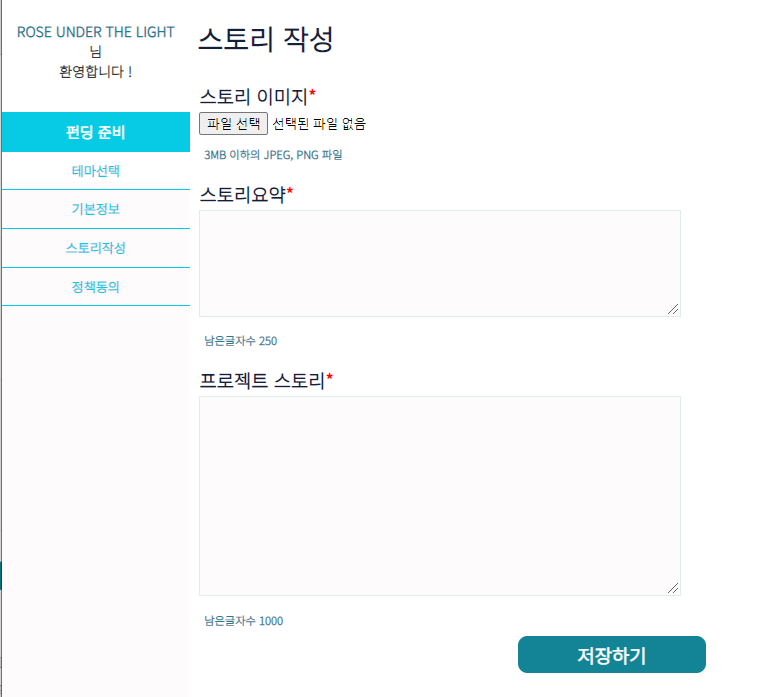 ROSE UNDER THE LIGHT
님
환영합니다 !
펀딩 준비
테마선택
기본정보
스토리작성
정책동의
스토리 작성
스토리 이미지*
파일 선택 선택된 파일 없음
3MB 이하의 JPEG, PNG 파일
스토리요약*
남은글자수 250
프로젝트 스토리*
남은글자수 1000
저장하기